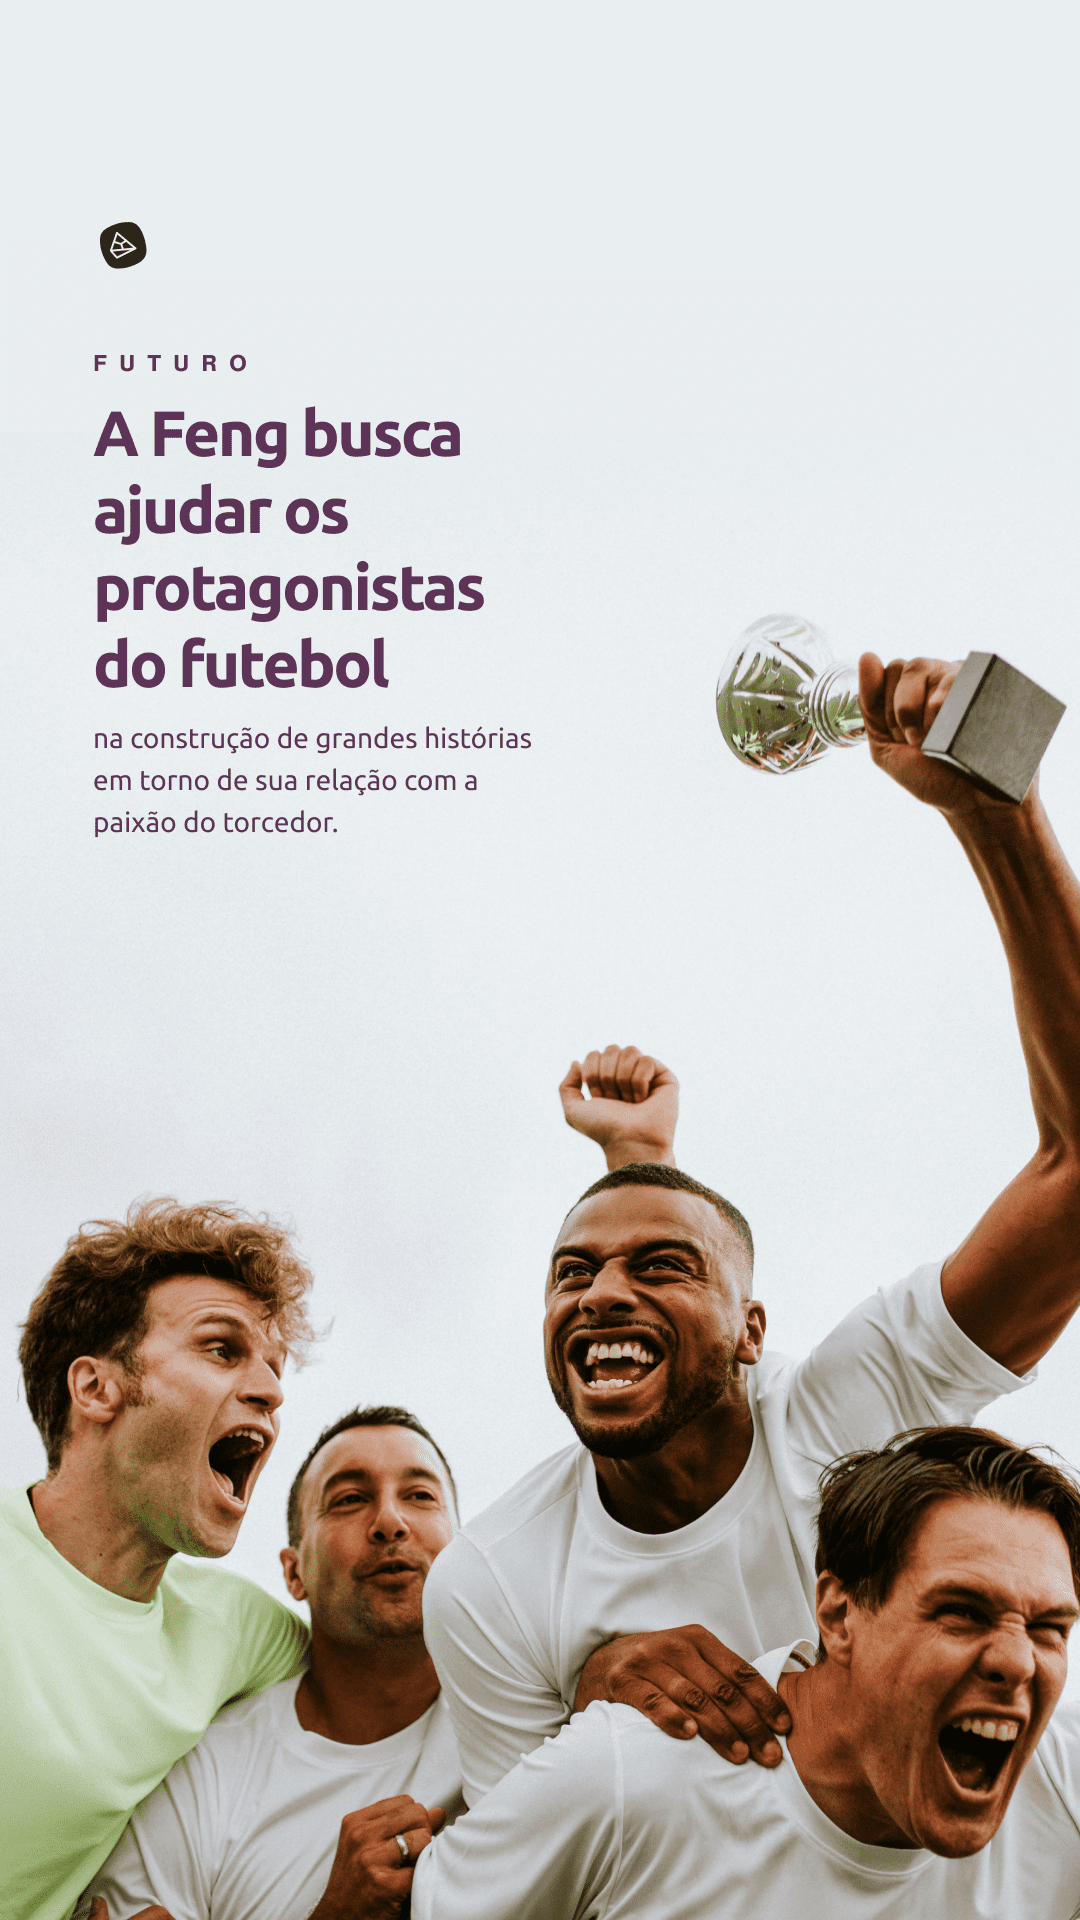 FUTURO
A Feng busca
ajudar os
protagonistas
do futebol
na construção de grandes histórias
em torno de sua relação com a
paixão do torcedor.